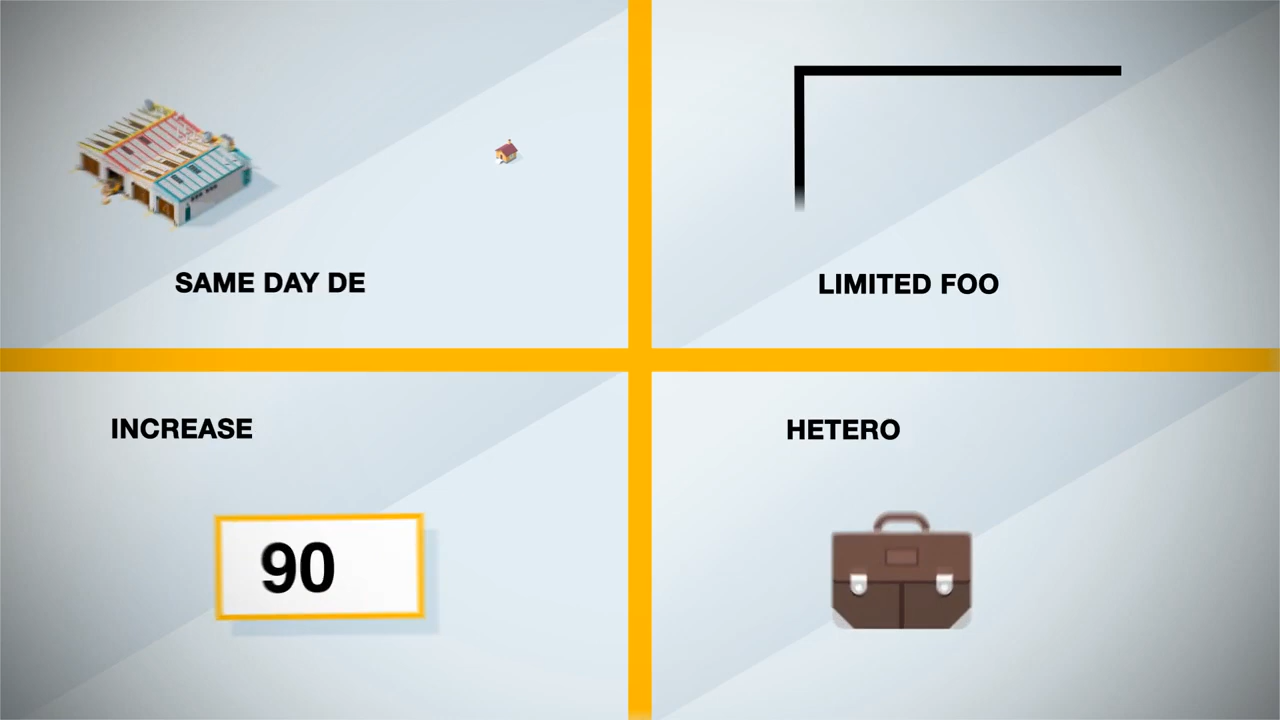 SAME DAY DE
LIMITED FOO
INCREASE
90
HETERO